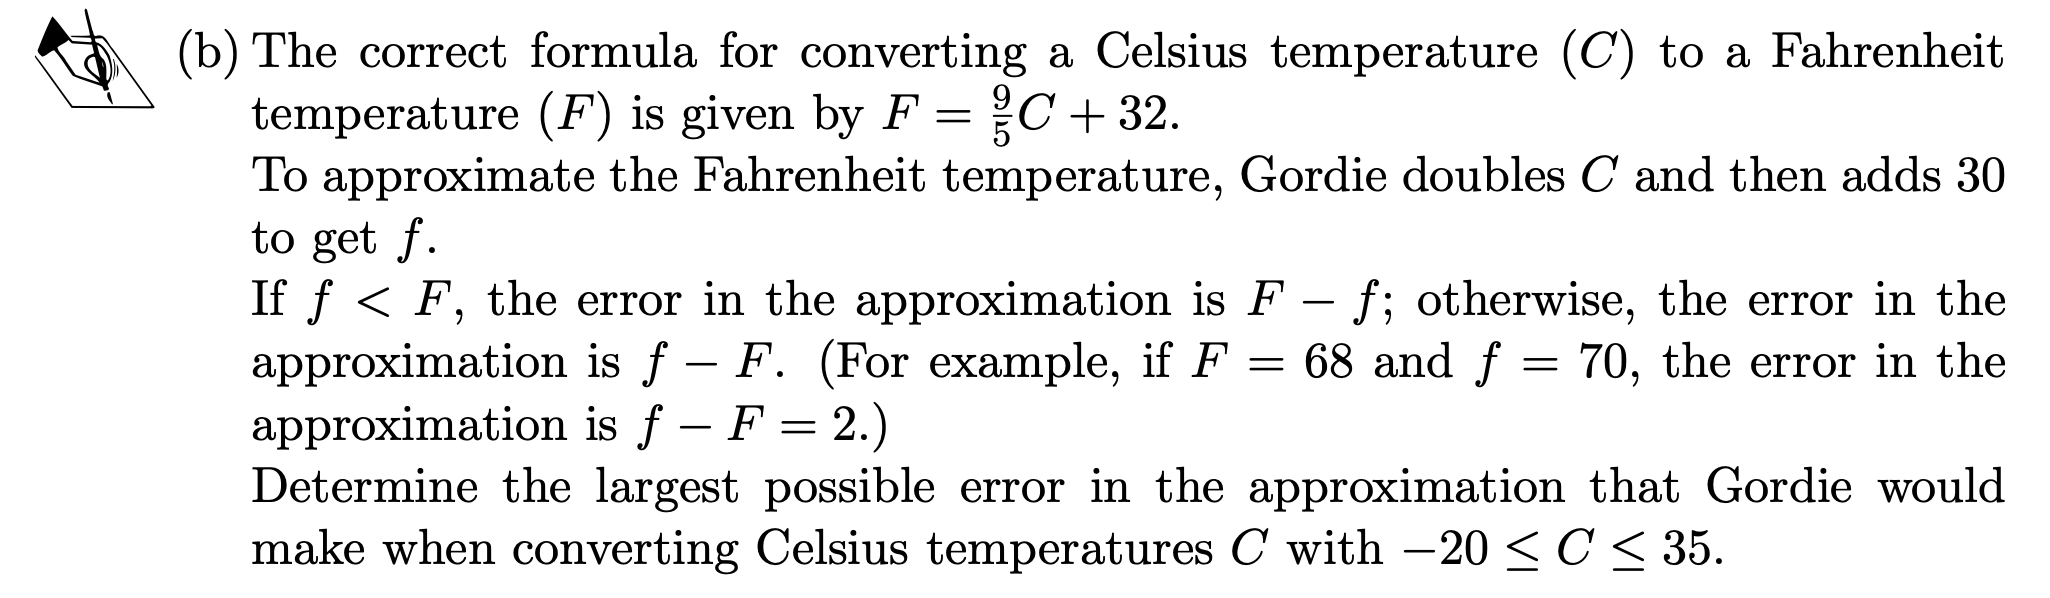 (b) The correct formula for converting a Celsius temperature (C) to a Fahrenheit
temperature (F) is given by F = 9/5 C + 32.
To approximate the Fahrenheit temperature, Gordie doubles C and then adds 30
to get f.
If f < F, the error in the approximation is F − f; otherwise, the error in the
approximation is f − F. (For example, if F = 68 and f = 70, the error in the
approximation is f − F = 2.)
Determine the largest possible error in the approximation that Gordie would
make when converting Celsius temperatures C with −20 ≤ C ≤ 35.